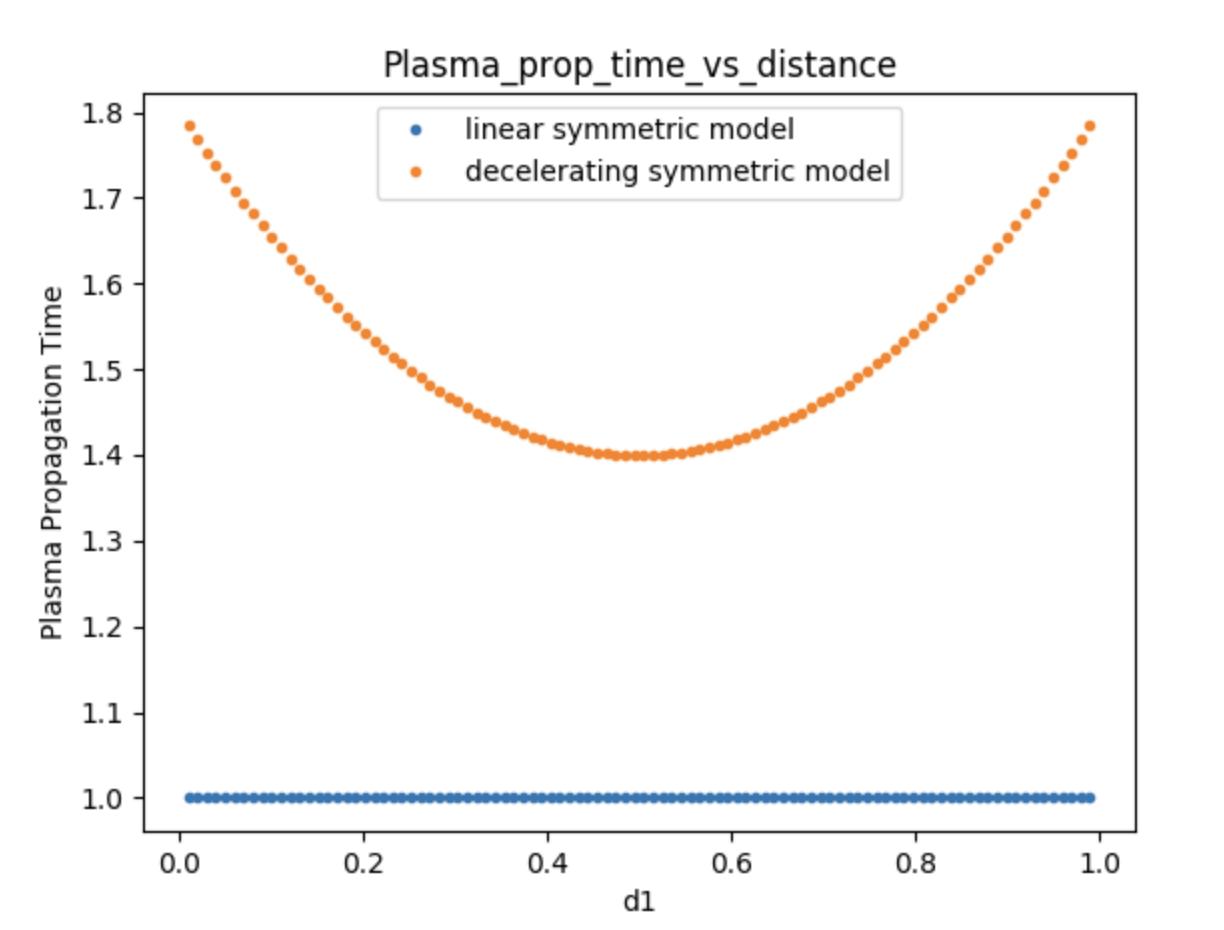 Plasma_prop_time_vs_distance
linear symmetric model
decelerating symmetric model
Plasma Propagation Time
1.8
1.7
1.6
1.5
1.4
1.3
1.2
1.1
1.0
0.0 0.2 0.4 0.6 0.8 1.0
d1